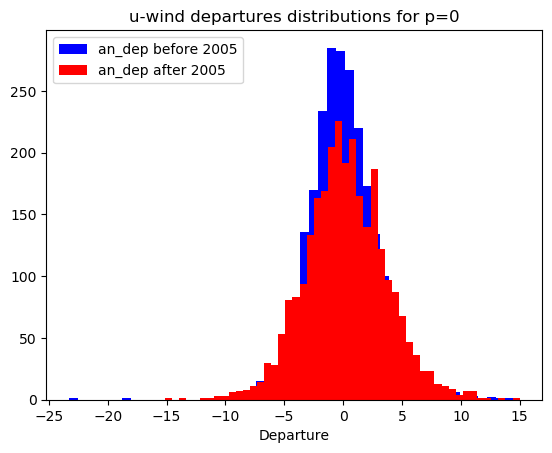 u-wind departures distributions for p=0
an_dep before 2005
an_dep after 2005
250
200
150
100
50
0
−25 −20 −15 −10 −5 0 5 10 15
Departure